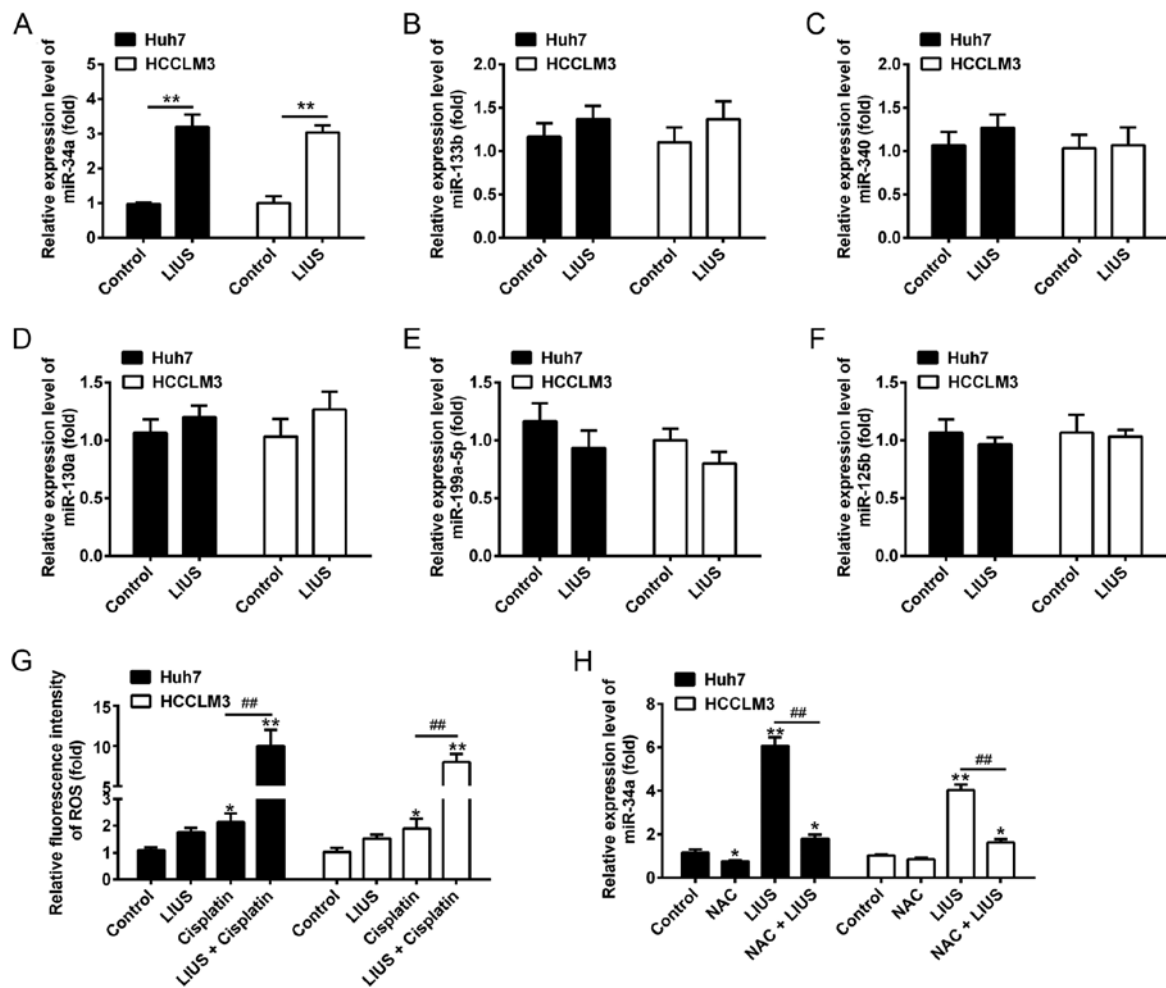 A
Huh7
HCCLM3
Relative expression level of
miR-34a (fold)
5
4
3
2
1
0
**
**
Control
LIUS
Control
LIUS
B
Huh7
HCCLM3
Relative expression level of
miR-133b (fold)
2.0
1.5
1.0
0.5
0.0
Control
LIUS
Control
LIUS
C
Huh7
HCCLM3
Relative expression level of
miR-340 (fold)
2.0
1.5
1.0
0.5
0.0
Control
LIUS
Control
LIUS
D
Huh7
HCCLM3
Relative expression level of
miR-130a (fold)
1.5
1.0
0.5
0.0
Control
LIUS
Control
LIUS
E
Huh7
HCCLM3
Relative expression level of
miR-199a-5p (fold)
1.5
1.0
0.5
0.0
Control
LIUS
Control
LIUS
F
Huh7
HCCLM3
Relative expression level of
miR-125b (fold)
1.5
1.0
0.5
0.0
Control
LIUS
Control
LIUS
G
Huh7
HCCLM3
Relative fluorescence intensity
of ROS (fold)
15
10
5
3
2
1
0
*
##
**
*
##
**
Control
LIUS
Cisplatin
LIUS + Cisplatin
Control
LIUS
Cisplatin
LIUS + Cisplatin
H
Huh7
HCCLM3
Relative expression level of
miR-34a (fold)
8
6
4
2
0
*
**
##
*
**
##
*
Control
NAC
LIUS
NAC + LIUS
Control
NAC
LIUS
NAC + LIUS